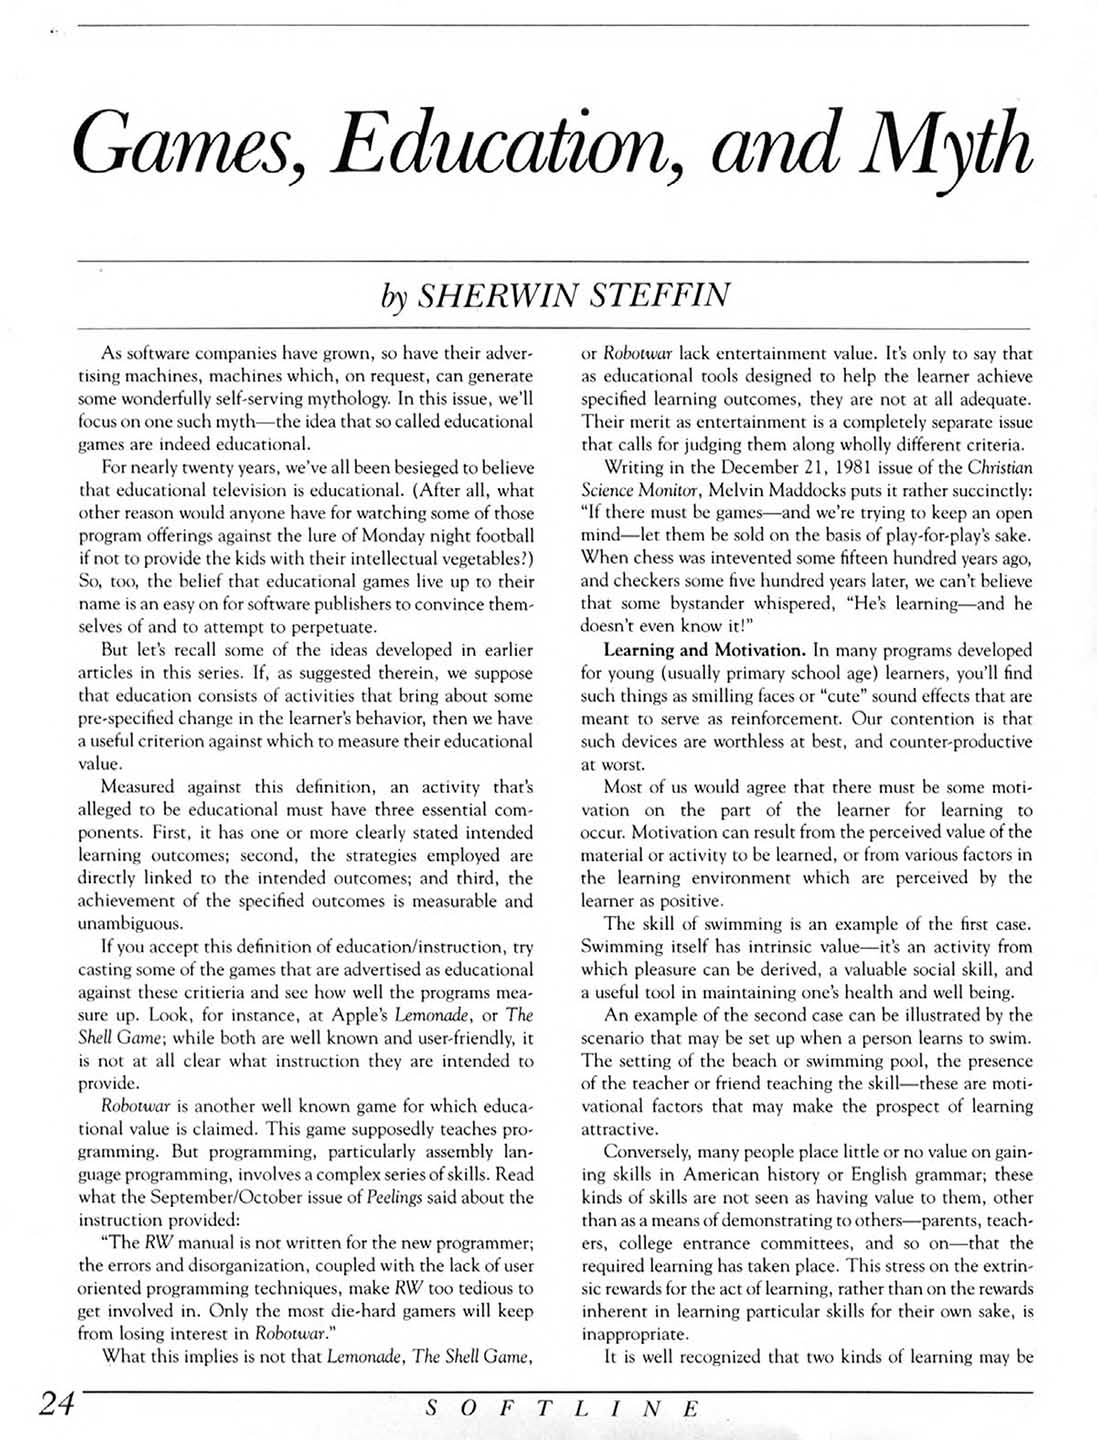 Games, Education, and Myth
by SHERWIN STEFFIN
As software companies have grown, so have their adver-
tising machines, machines which, on request, can generate
some wonderfully self-serving mythology. In this issue, we'll
focus on one such myth—the idea that so called educational
games are indeed educational.
For nearly twenty years, we've all been besieged to believe
that educational television is educational. (After all, what
other reason would anyone have for watching some of those
program offerings against the lure of Monday night football
if not to provide the kids with their intellectual vegetables?)
So, too, the belief that educational games live up to their
name is an easy on for software publishers to convince them-
selves of and to attempt to perpetuate.
But let's recall some of the ideas developed in earlier
articles in this series. If, as suggested therein, we suppose
that education consists of activities that bring about some
pre-specified change in the learner's behavior, then we have
a useful criterion against which to measure their educational
value.
Measured against this definition, an activity that's
alleged to be educational must have three essential com-
ponents. First, it has one or more clearly stated intended
learning outcomes; second, the strategies employed are
directly linked to the intended outcomes; and third, the
achievement of the specified outcomes is measurable and
unambiguous.
If you accept this definition of education/instruction, try
casting some of the games that are advertised as educational
against these critieria and see how well the programs mea-
sure up. Look, for instance, at Apple's Lemonade, or The
Shell Game; while both are well known and user-friendly, it
is not at all clear what instruction they are intended to
provide.
Robotwar is another well known game for which educa-
tional value is claimed. This game supposedly teaches pro-
gramming. But programming, particularly assembly lan-
guage programming, involves a complex series of skills. Read
what the September/October issue of Peelings said about the
instruction provided:
"The RW manual is not written for the new programmer;
the errors and disorganization, coupled with the lack of user
oriented programming techniques, make RW too tedious to
get involved in. Only the most die-hard gamers will keep
from losing interest in Robotwar."
What this implies is not that Lemonade, The Shell Game,
or Robotwar lack entertainment value. It's only to say that
as educational tools designed to help the learner achieve
specified learning outcomes, they are not at all adequate.
Their merit as entertainment is a completely separate issue
that calls for judging them along wholly different criteria.
Writing in the December 21, 1981 issue of the Christian
Science Monitor, Melvin Maddocks puts it rather succinctly:
"If there must be games—and we're trying to keep an open
mind—let them be sold on the basis of play-for-play's sake.
When chess was intevented some fifteen hundred years ago,
and checkers some five hundred years later, we can't believe
that some bystander whispered, "He's learning—and he
doesn't even know it!"
Learning and Motivation. In many programs developed
for young (usually primary school age) learners, you'll find
such things as smilling faces or "cute" sound effects that are
meant to serve as reinforcement. Our contention is that
such devices are worthless at best, and counter-productive
at worst.
Most of us would agree that there must be some moti-
vation on the part of the learner for learning to
occur. Motivation can result from the perceived value of the
material or activity to be learned, or from various factors in
the learning environment which are perceived by the
learner as positive.
The skill of swimming is an example of the first case.
Swimming itself has intrinsic value—it's an activity from
which pleasure can be derived, a valuable social skill, and
a useful tool in maintaining one's health and well being.
An example of the second case can be illustrated by the
scenario that may be set up when a person learns to swim.
The setting of the beach or swimming pool, the presence
of the teacher or friend teaching the skill—these are moti-
vational factors that may make the prospect of learning
attractive.
Conversely, many people place little or no value on gain-
ing skills in American history or English grammar; these
kinds of skills are not seen as having value to them, other
than as a means of demonstrating to others—parents, teach-
ers, college entrance committees, and so on—that the
required learning has taken place. This stress on the extrin-
sic rewards for the act of learning, rather than on the rewards
inherent in learning particular skills for their own sake, is
inappropriate.
It is well recognized that two kinds of learning may be
24
SOFTLINE